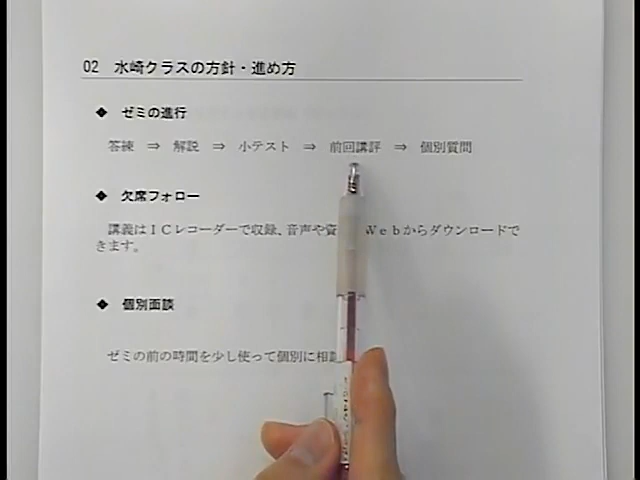 02 水崎クラスの方針・進め方
◆ ゼミの進行
答練 ⇒ 解説 ⇒ 小テスト ⇒ 前回講評 ⇒ 個別質問
◆ 欠席フォロー
講義はICレコーダーで収録、音声や資 Webからダウンロードで
きます。
◆ 個別面談
ゼミの前の時間を少し使って個別に相談